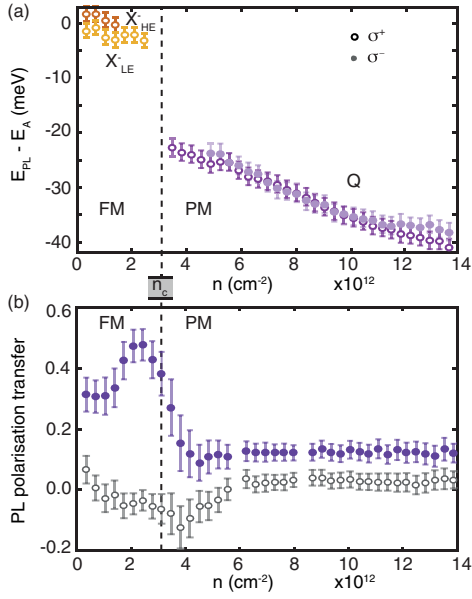 (a)
X⁻HE
X⁻LE
σ⁺
σ⁻
E_PL - E_A (meV)
0
-10
-20
-30
-40
FM
PM
Q
0
2
4
6
8
10
12
14
n (cm⁻²)
x10¹²
n_c
(b)
FM
PM
PL polarisation transfer
0.6
0.4
0.2
0.0
-0.2
0
2
4
6
8
10
12
14
n (cm⁻²)
x10¹²